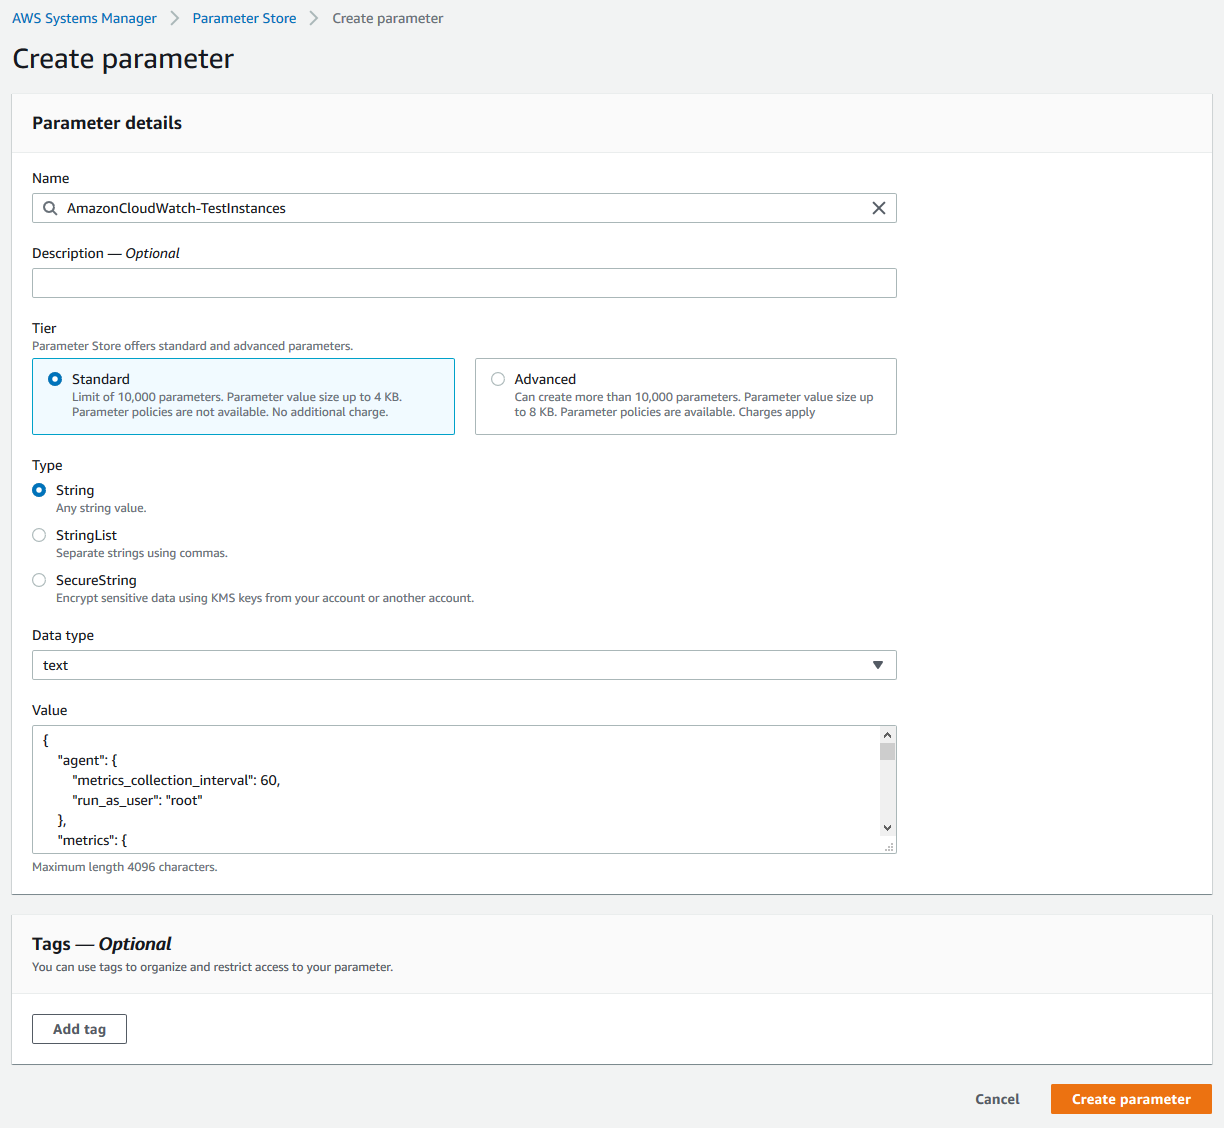 AWS Systems Manager > Parameter Store > Create parameter
Create parameter
Parameter details
Name
AmazonCloudWatch-TestInstances
Description — Optional
Tier
Parameter Store offers standard and advanced parameters.
Standard
Limit of 10,000 parameters. Parameter value size up to 4 KB.
Parameter policies are not available. No additional charge.
Advanced
Can create more than 10,000 parameters. Parameter value size up
to 8 KB. Parameter policies are available. Charges apply
Type
String
Any string value.
StringList
Separate strings using commas.
SecureString
Encrypt sensitive data using KMS keys from your account or another account.
Data type
text
Value
{
"agent": {
"metrics_collection_interval": 60,
"run_as_user": "root"
},
"metrics": {
Maximum length 4096 characters.
Tags — Optional
You can use tags to organize and restrict access to your parameter.
Add tag
Cancel
Create parameter